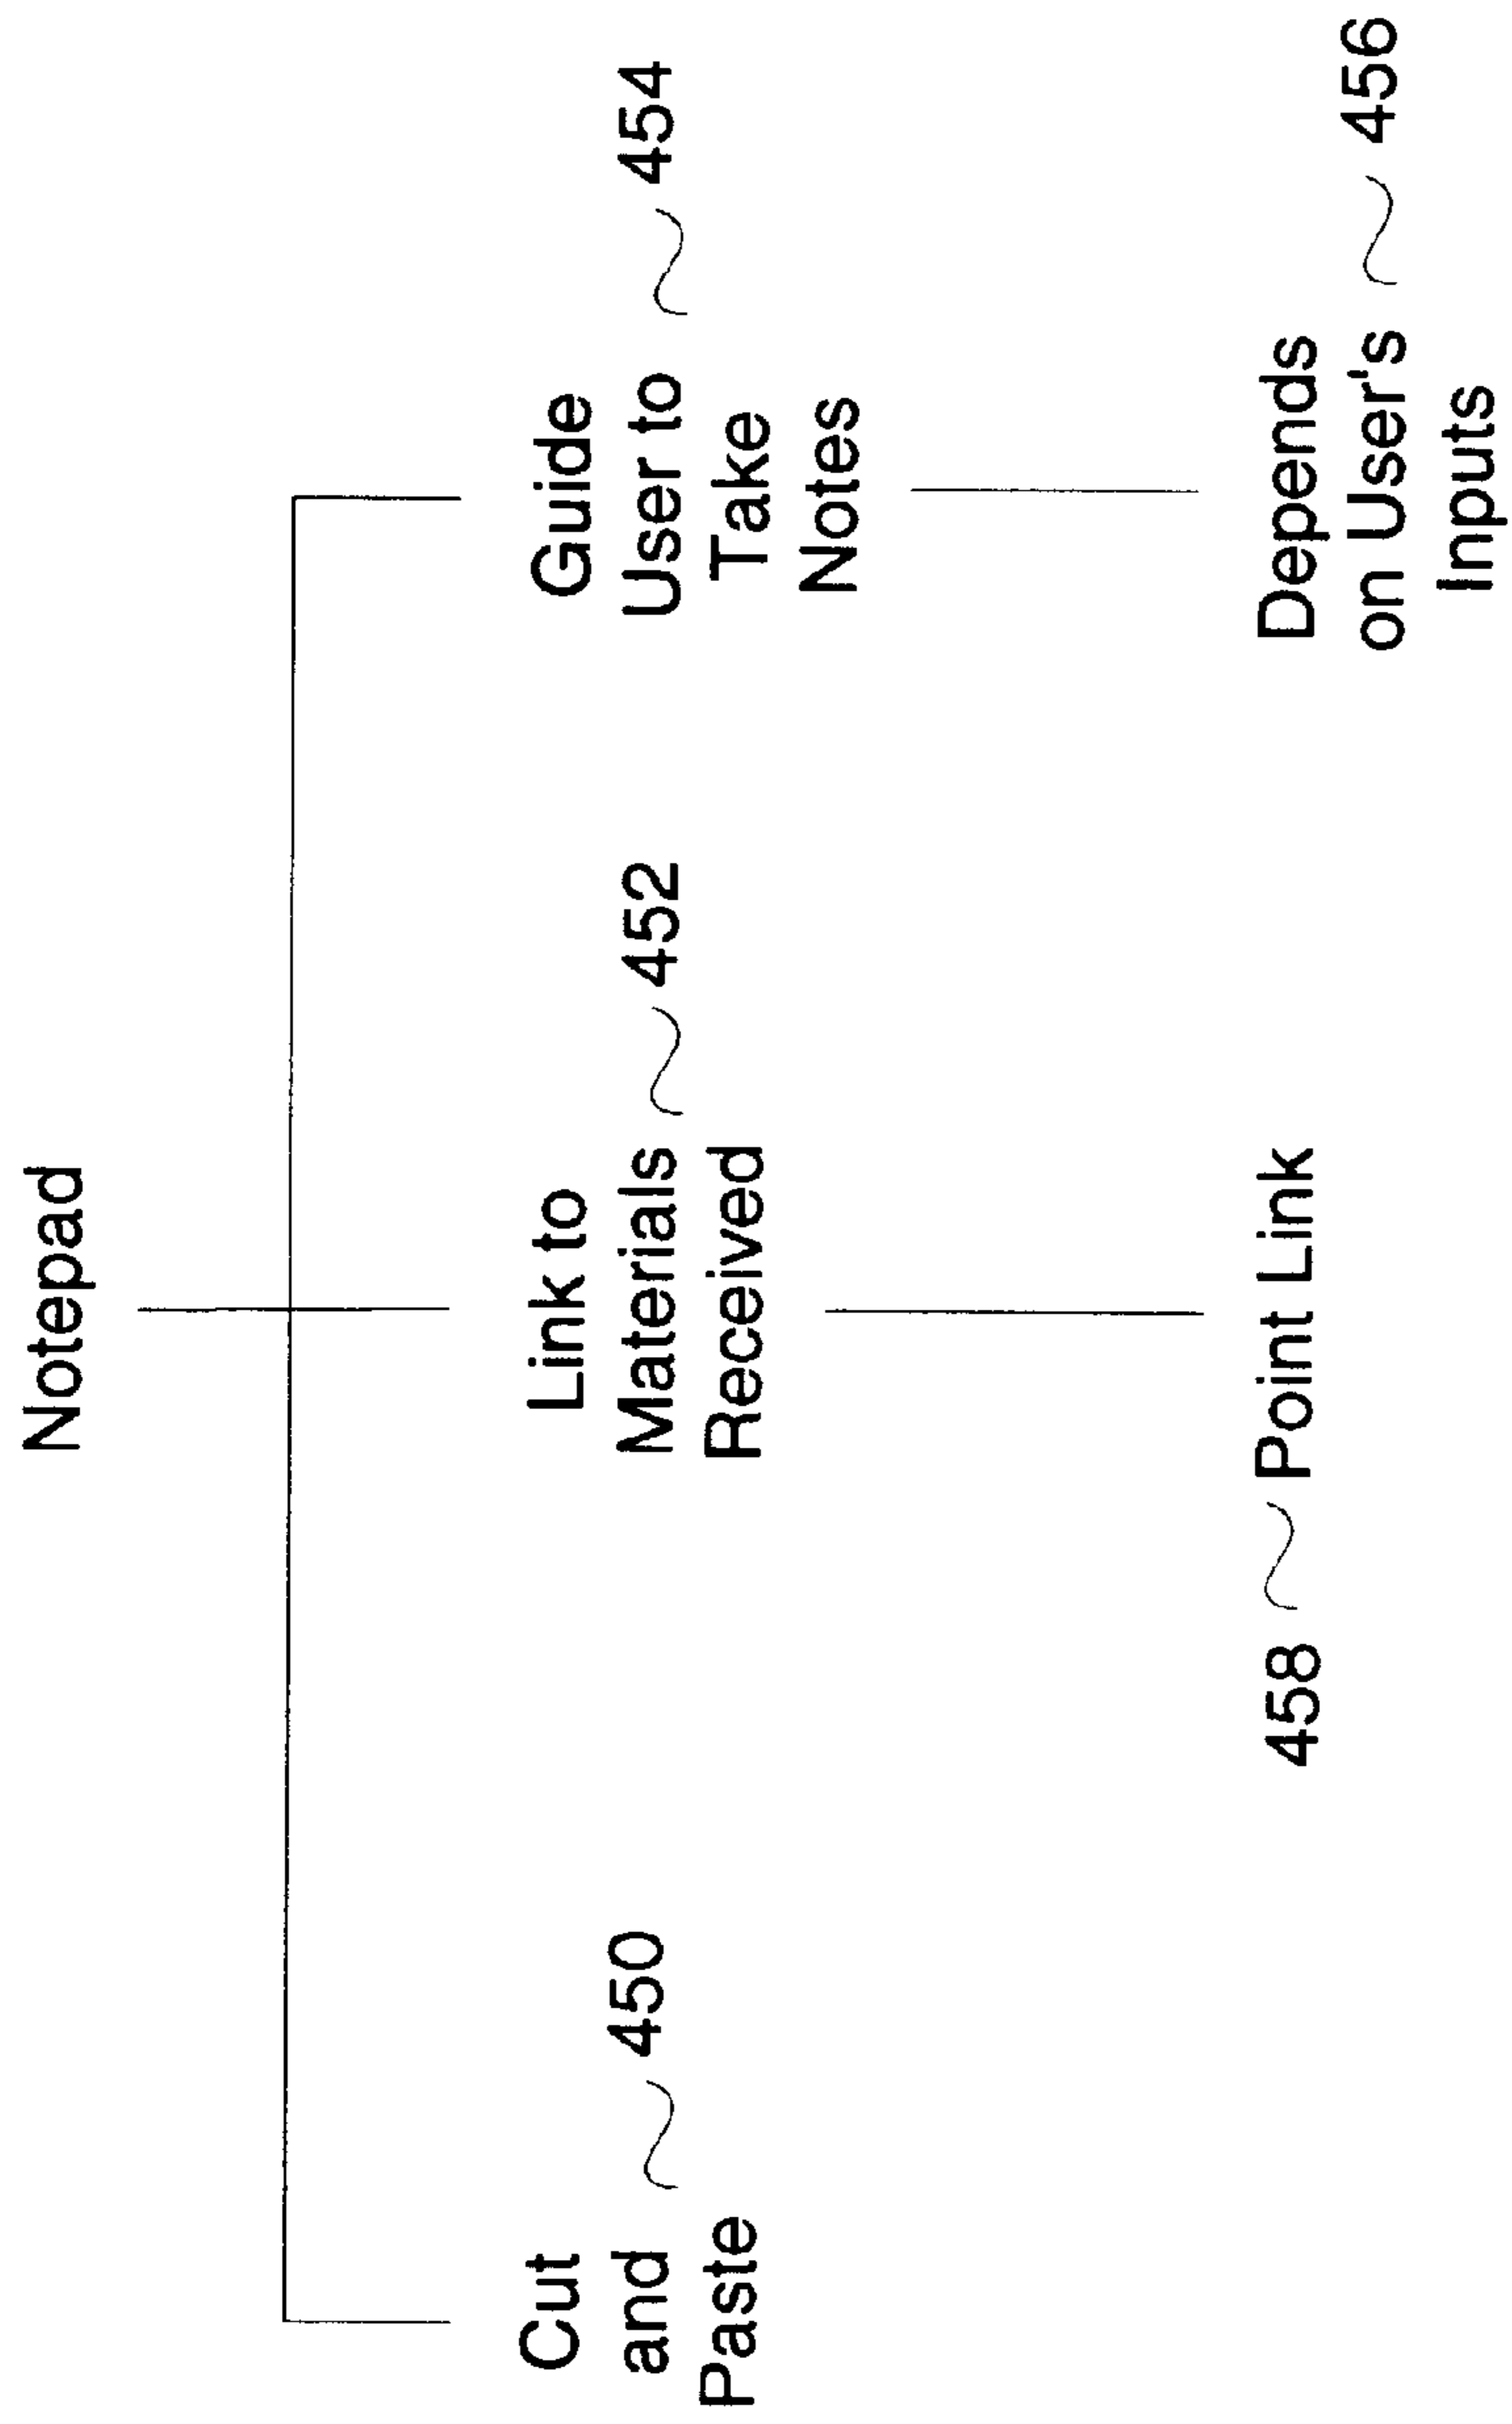 Notepad
Cut
and 450
Paste
Link to
Materials 452
Received
Guide
User to 454
Take
Notes
458 Point Link
Depends
on User's 456
Inputs